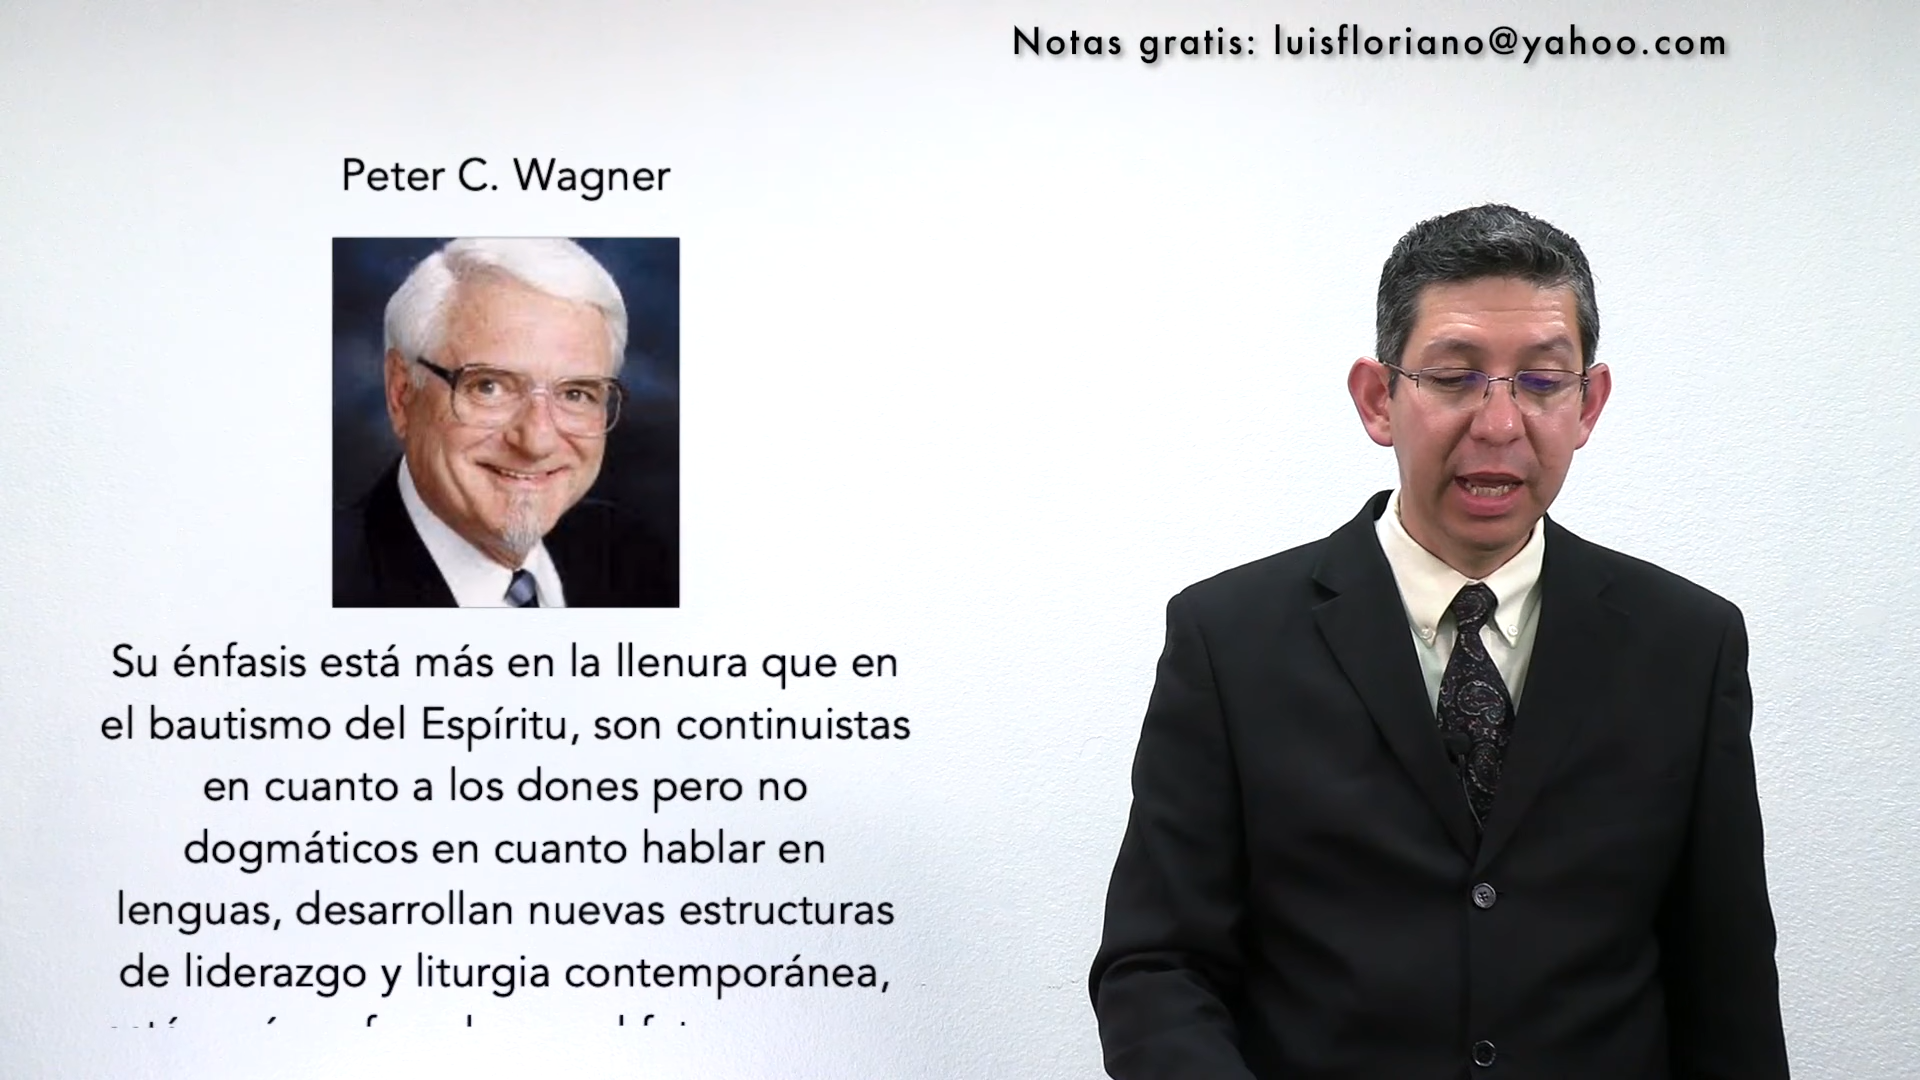 Notas gratis: luisfloriano@yahoo.com
Peter C. Wagner
Su énfasis está más en la llenura que en
el bautismo del Espíritu, son continuistas
en cuanto a los dones pero no
dogmáticos en cuanto hablar en
lenguas, desarrollan nuevas estructuras
de liderazgo y liturgia contemporánea,